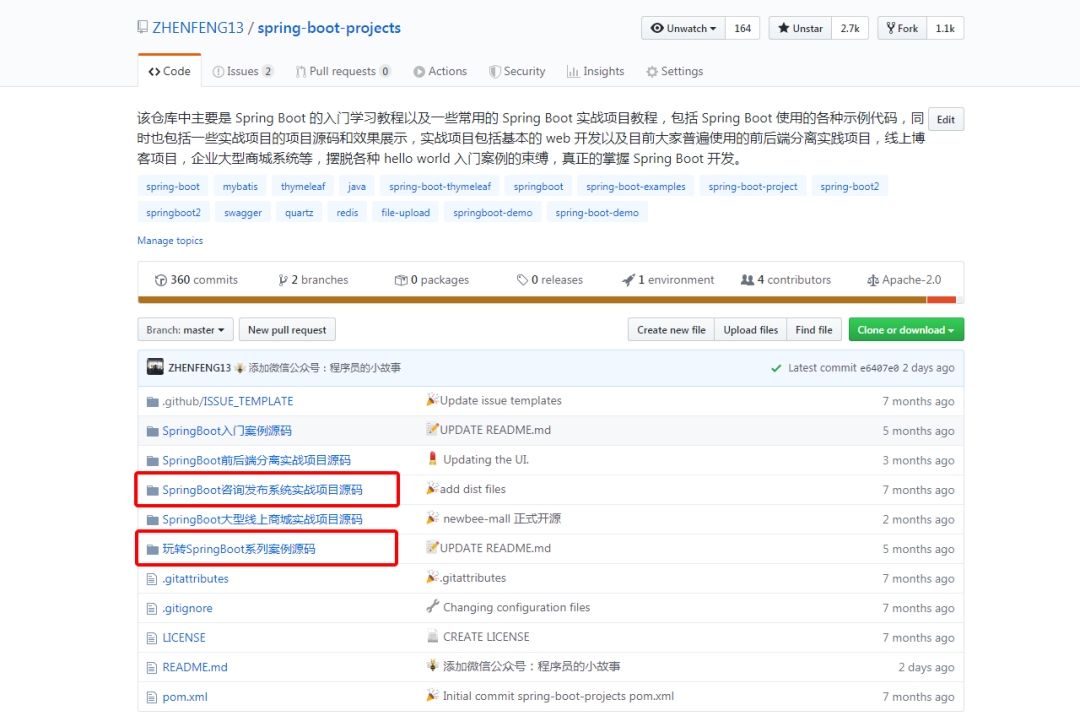 ZHENFENG13 / spring-boot-projects
Unwatch 164 Unstar 2.7k Fork 1.1k
Code Issues 2 Pull requests 0 Actions Security Insights Settings
该仓库中主要是 Spring Boot 的入门学习教程以及一些常用的 Spring Boot 实战项目教程，包括 Spring Boot 使用的各种示例代码，同 Edit
时也包括一些实战项目的项目源码和效果展示，实战项目包括基本的 web 开发以及目前大家普遍使用的前后端分离实践项目，线上博
客项目，企业大型商城系统等，摆脱各种 hello world 入门案例的束缚，真正的掌握 Spring Boot 开发。
spring-boot mybatis thymeleaf java spring-boot-thymeleaf springboot spring-boot-examples spring-boot-project spring-boot2
springboot2 swagger quartz redis file-upload springboot-demo spring-boot-demo
Manage topics
360 commits 2 branches 0 packages 0 releases 1 environment 4 contributors Apache-2.0
Branch: master New pull request Create new file Upload files Find file Clone or download
ZHENFENG13 添加微信公众号：程序员的小故事 Latest commit e6407e0 2 days ago
.github/ISSUE_TEMPLATE Update issue templates 7 months ago
SpringBoot入门案例源码 UPDATE README.md 5 months ago
SpringBoot前后端分离实战项目源码 Updating the UI. 3 months ago
SpringBoot咨询发布系统实战项目源码 add dist files 7 months ago
SpringBoot大型线上商城实战项目源码 newbee-mall 正式开源 2 months ago
玩转SpringBoot系列案例源码 UPDATE README.md 5 months ago
.gitattributes .gitattributes 7 months ago
.gitignore Changing configuration files 7 months ago
LICENSE CREATE LICENSE 7 months ago
README.md 添加微信公众号：程序员的小故事 2 days ago
pom.xml Initial commit spring-boot-projects pom.xml 7 months ago